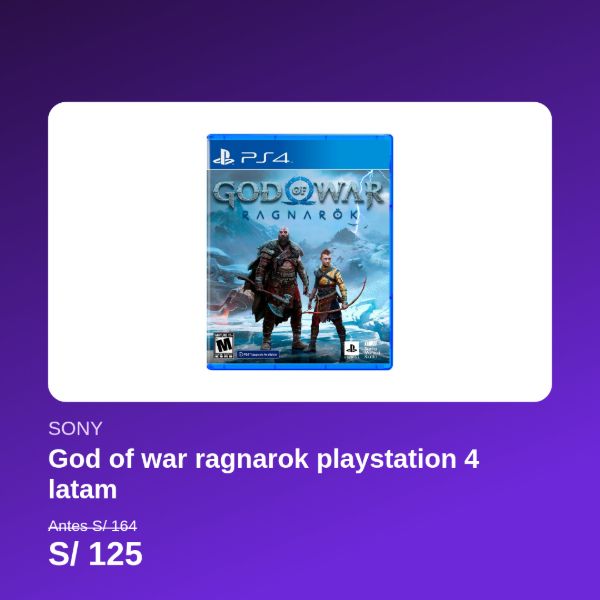 PS4
GOD OF WAR
RAGNARÖK
M
SONY
God of war ragnarok playstation 4
latam
Antes S/ 164
S/ 125